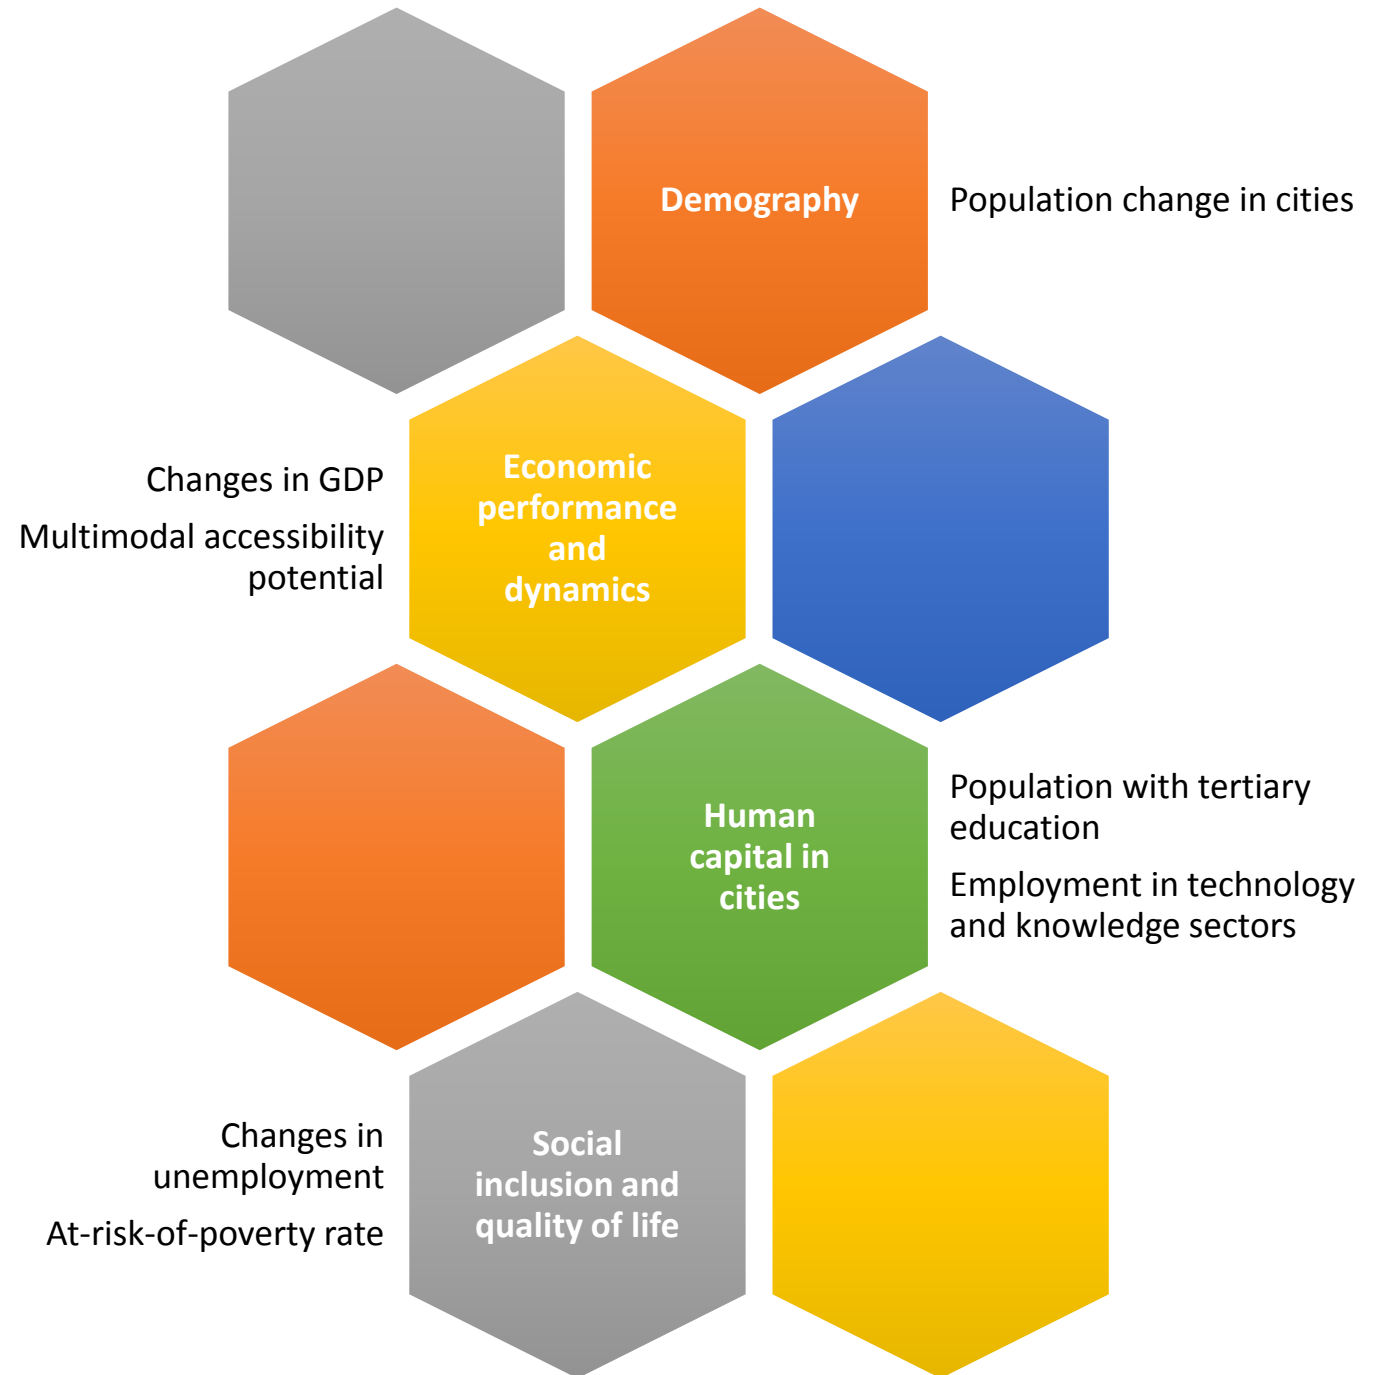 Demography
Population change in cities
Changes in GDP
Multimodal accessibility
potential
Economic
performance
and
dynamics
Human
capital in
cities
Population with tertiary
education
Employment in technology
and knowledge sectors
Changes in
unemployment
At-risk-of-poverty rate
Social
inclusion and
quality of life